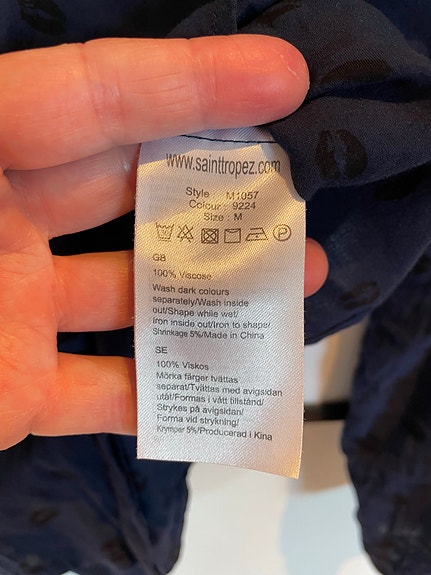 www.sainttropez.com
Style M1057
Colour: 9224
Size: M
P
GB
100% Viscose
Wash dark colours
separately/Wash inside
out/Shape while wet/
Iron inside out/Iron to shape/
Shrinkage 5%/Made in China
SE
100% Viskos
Mörka färger tvättas
separat/Tvättas med avigsidan
utåt/Formas i vått tillstånd/
Strykes på avigsidan/
Forma vid strykning/
Krymper 5%/Producerad i Kina